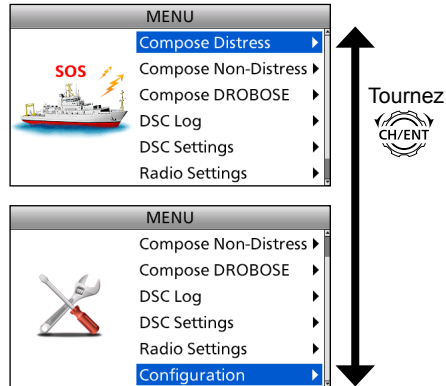 MENU
SOS
Compose Distress
Compose Non-Distress
Compose DROBOSE
DSC Log
DSC Settings
Radio Settings
Tournez
CH/ENT
MENU
Compose Non-Distress
Compose DROBOSE
DSC Log
DSC Settings
Radio Settings
Configuration